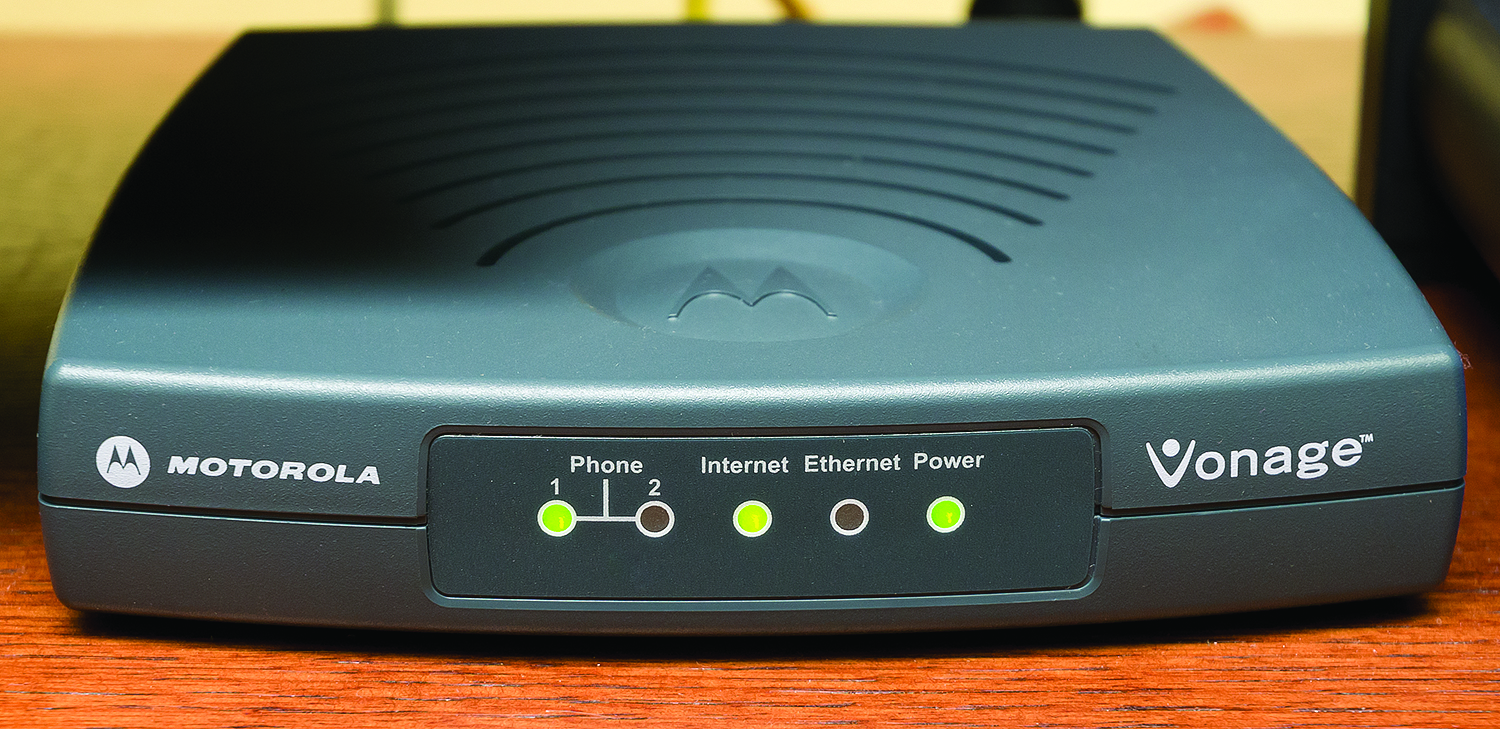 MOTOROLA
Phone
1 2
Internet
Ethernet
Power
Vonage™